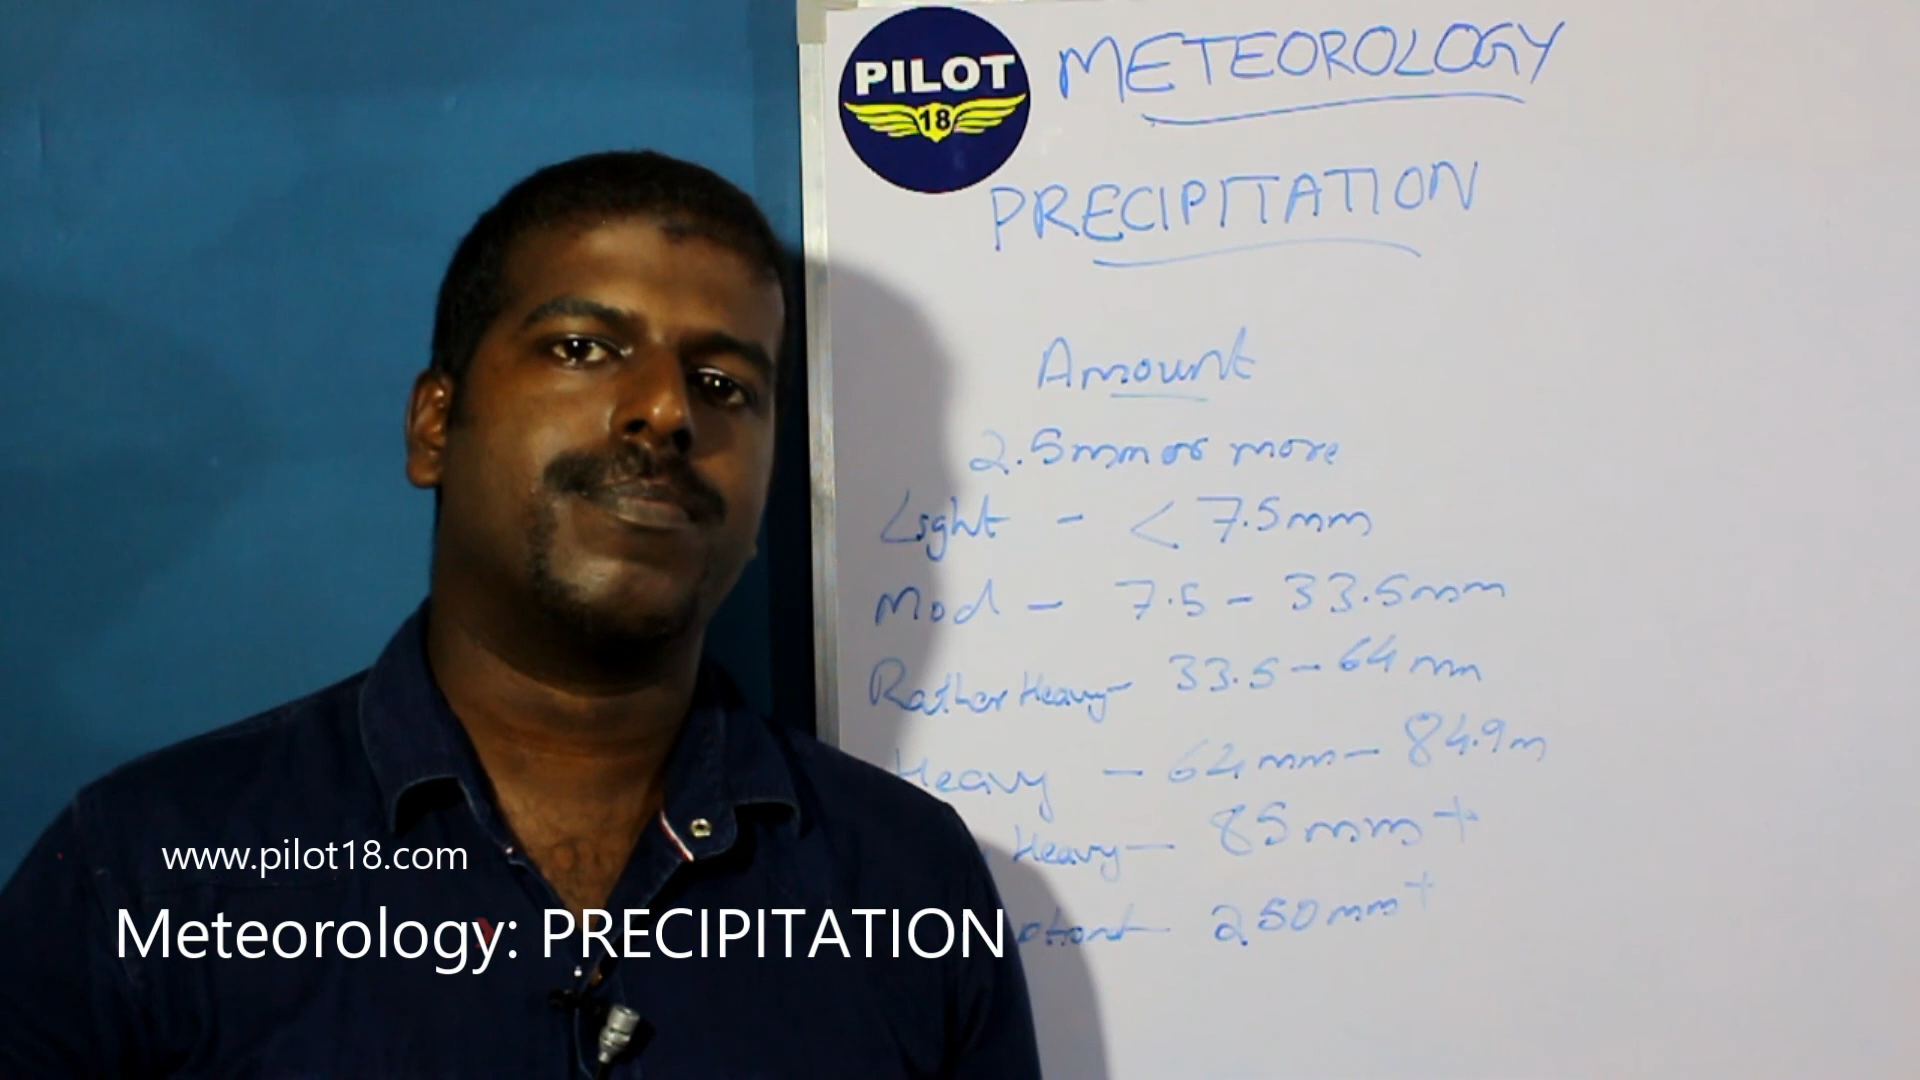 PILOT
18
METEOROLOGY
PRECIPITATION
Amount
2.5mm or more
Light - < 7.5mm
Mod - 7.5 - 33.5mm
Rather Heavy - 33.5 - 64mm
Heavy - 64mm - 84.9m
Heavy - 85mm+
250mm+
www.pilot18.com
Meteorology: PRECIPITATION